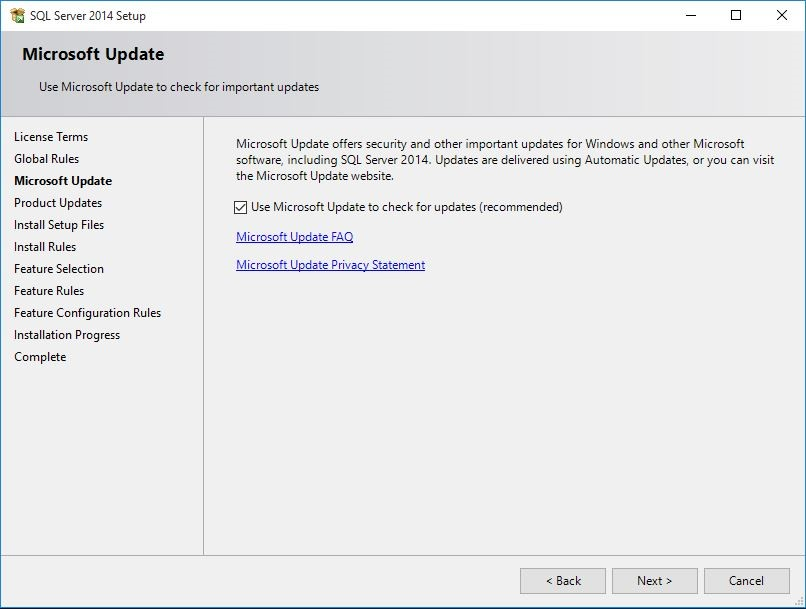 SQL Server 2014 Setup
Microsoft Update
Use Microsoft Update to check for important updates
License Terms
Global Rules
Microsoft Update
Product Updates
Install Setup Files
Install Rules
Feature Selection
Feature Rules
Feature Configuration Rules
Installation Progress
Complete
Microsoft Update offers security and other important updates for Windows and other Microsoft
software, including SQL Server 2014. Updates are delivered using Automatic Updates, or you can visit
the Microsoft Update website.
Use Microsoft Update to check for updates (recommended)
Microsoft Update FAQ
Microsoft Update Privacy Statement
< Back
Next >
Cancel